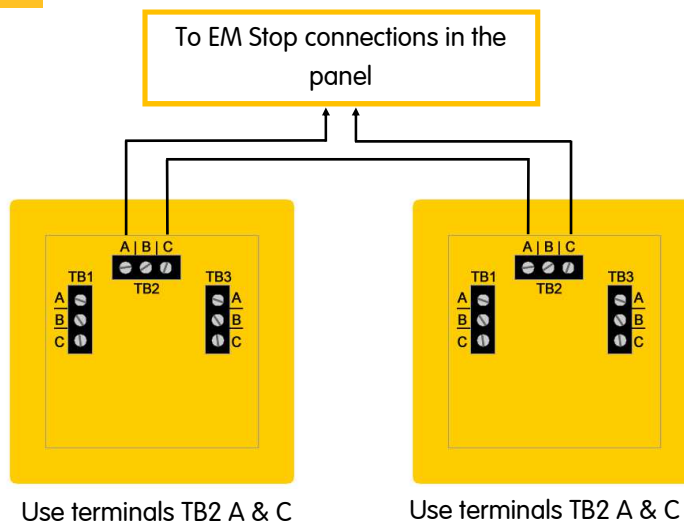 To EM Stop connections in the
panel
A | B | C
TB2
TB1
A
B
C
TB3
A
B
C
A | B | C
TB2
TB1
A
B
C
TB3
A
B
C
Use terminals TB2 A & C
Use terminals TB2 A & C